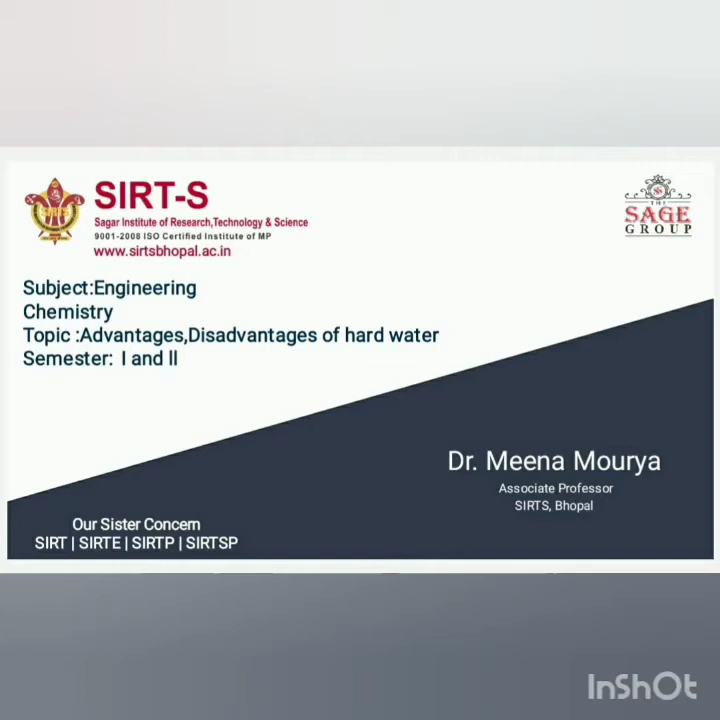 SIRT-S
Sagar Institute of Research,Technology & Science
9001-2008 ISO Certified Institute of MP
www.sirtsbhopal.ac.in
THE
SAGE
GROUP
Subject:Engineering
Chemistry
Topic :Advantages,Disadvantages of hard water
Semester: I and II
Dr. Meena Mourya
Associate Professor
SIRTS, Bhopal
Our Sister Concern
SIRT | SIRTE | SIRTP | SIRTSP
InShOt